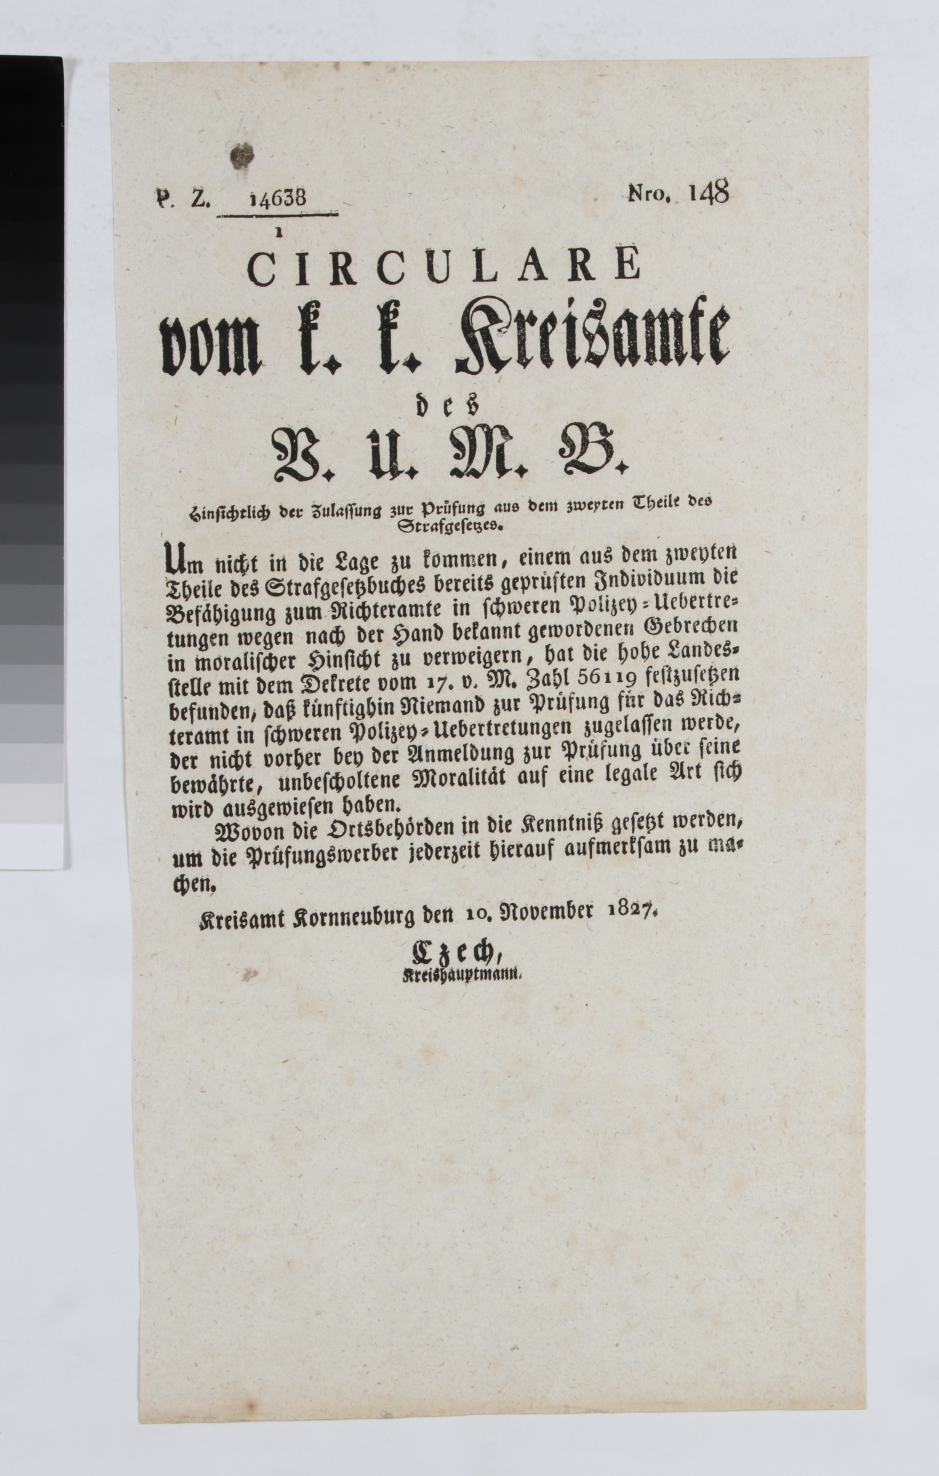 P. Z. 14638
1
Nro. 148
CIRCULARE
vom k. k. Kreisamte
des
V. U. M. B.
Hinsichtlich der Zulassung zur Prüfung aus dem zweyten Theile des
Strafgesetzes.
Um nicht in die Lage zu kommen, einem aus dem zweyten
Theile des Strafgesetzbuches bereits geprüften Individuum die
Befähigung zum Richteramte in schweren Polizey-Uebertre-
tungen wegen nach der Hand bekannt gewordenen Gebrechen
in moralischer Hinsicht zu verweigern, hat die hohe Landes-
stelle mit dem Dekrete vom 17. v. M. Zahl 56119 festzusetzen
befunden, daß künftighin Niemand zur Prüfung für das Rich-
teramt in schweren Polizey-Uebertretungen zugelassen werde,
der nicht vorher bey der Anmeldung zur Prüfung über seine
bewährte, unbescholtene Moralität auf eine legale Art sich
wird ausgewiesen haben.
Wovon die Ortsbehörden in die Kenntniß gesetzt werden,
um die Prüfungswerber jederzeit hierauf aufmerksam zu ma-
chen.
Kreisamt Kornneuburg den 10. November 1827.
Czech,
Kreishauptmann.